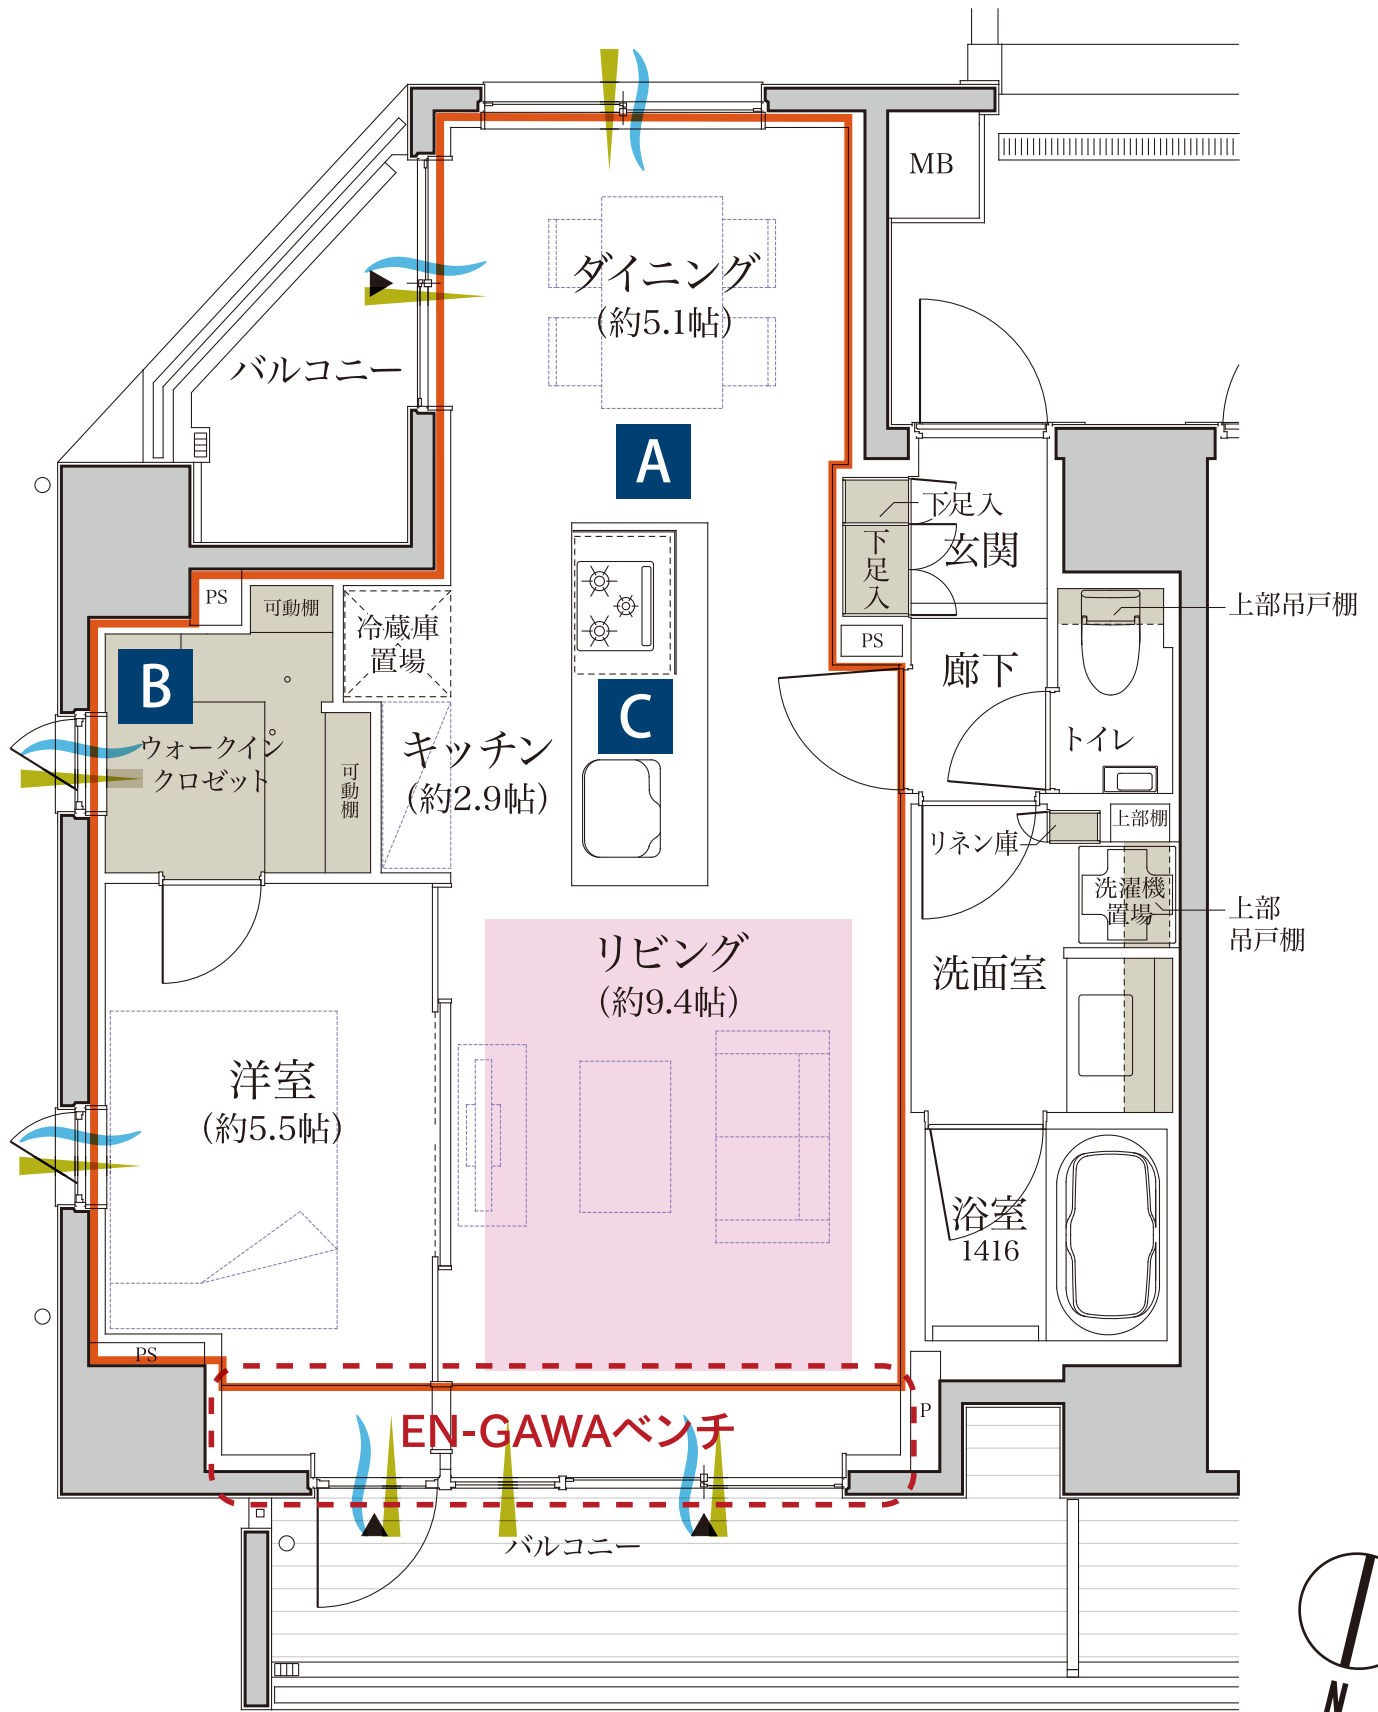 MB
ダイニング
(約5.1帖)
バルコニー
A
下足入
下足入
玄関
PS
可動棚
冷蔵庫
置場
上部吊戸棚
PS
廊下
B
C
ウォークイン
クロゼット
可動棚
キッチン
(約2.9帖)
トイレ
リネン庫
上部棚
洗濯機
置場
上部
吊戸棚
リビング
(約9.4帖)
洗面室
洋室
(約5.5帖)
浴室
1416
PS
P
EN-GAWAベンチ
バルコニー
N